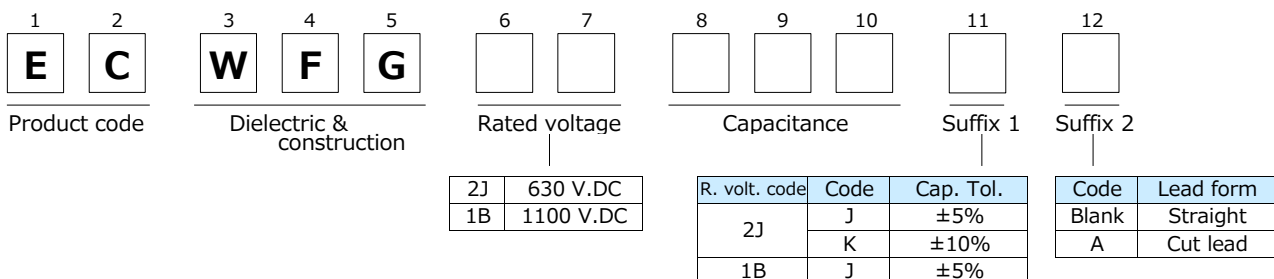 1 2 3 4 5 6 7 8 9 10 11 12
E C W F G
Product code Dielectric & construction Rated voltage Capacitance Suffix 1 Suffix 2
2J 630 V.DC
1B 1100 V.DC
R. volt. code Code Cap. Tol.
2J J ±5%
K ±10%
1B J ±5%
Code Lead form
Blank Straight
A Cut lead